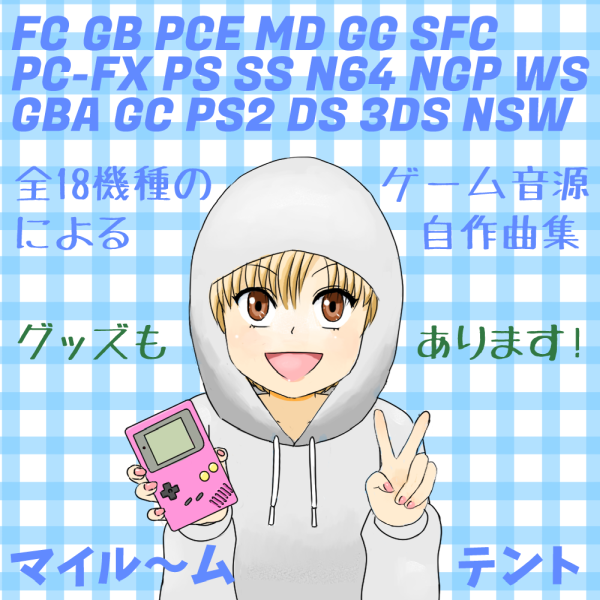 FC GB PCE MD GG SFC
PC-FX PS SS N64 NGP WS
GBA GC PS2 DS 3DS NSW
全18機種の ゲーム音源
による 自作曲集
グッズも あります!
マイル～ム テント